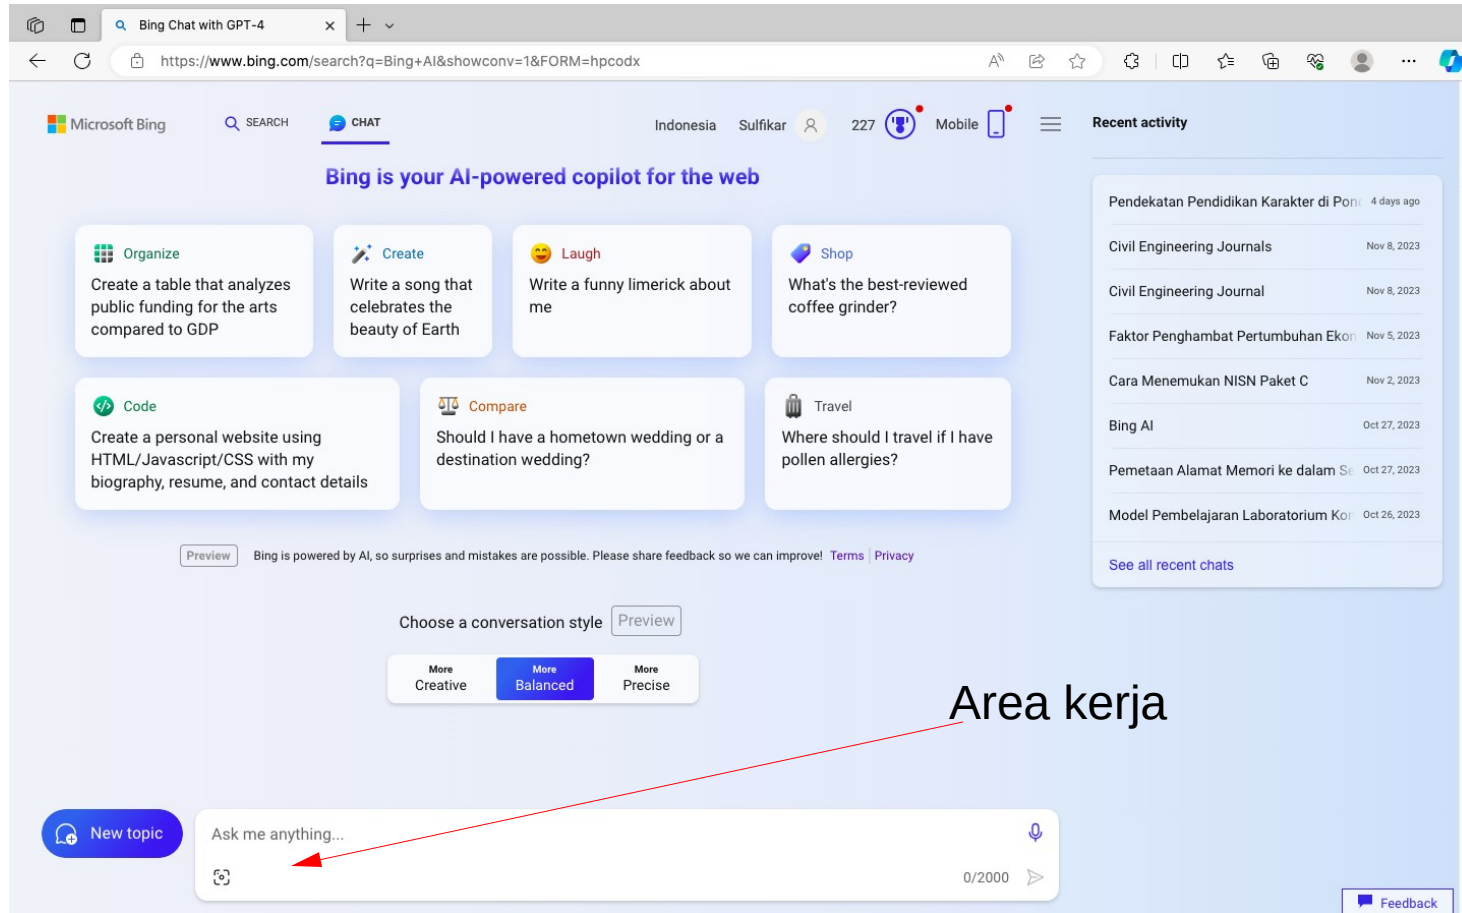 Bing Chat with GPT-4
https://www.bing.com/search?q=Bing+AI&showconv=1&FORM=hpcodx
Microsoft Bing
SEARCH
CHAT
Indonesia
Sulfikar
227
Mobile
Bing is your AI-powered copilot for the web
Organize
Create a table that analyzes
public funding for the arts
compared to GDP
Create
Write a song that
celebrates the
beauty of Earth
Laugh
Write a funny limerick about
me
Shop
What's the best-reviewed
coffee grinder?
Code
Create a personal website using
HTML/Javascript/CSS with my
biography, resume, and contact details
Compare
Should I have a hometown wedding or a
destination wedding?
Travel
Where should I travel if I have
pollen allergies?
Preview
Bing is powered by AI, so surprises and mistakes are possible. Please share feedback so we can improve! Terms | Privacy
Choose a conversation style Preview
More
Creative
More
Balanced
More
Precise
Area kerja
New topic
Ask me anything...
0/2000
Recent activity
Pendekatan Pendidikan Karakter di 4 days ago
Civil Engineering Journals Nov 8, 2023
Civil Engineering Journal Nov 8, 2023
Faktor Penghambat Pertumbuhan Nov 5, 2023
Cara Menemukan NISN Paket C Nov 2, 2023
Bing AI Oct 27, 2023
Pemetaan Alamat Memori ke dalam Oct 27, 2023
Model Pembelajaran Laboratorium Oct 26, 2023
See all recent chats
Feedback